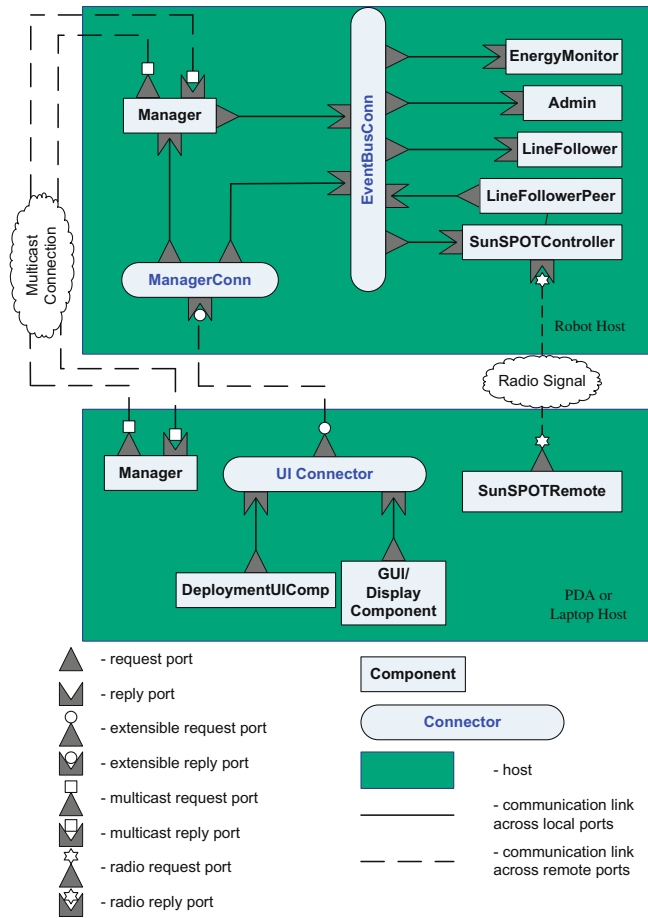 EnergyMonitor
Manager
Admin
LineFollower
EventBusConn
LineFollowerPeer
SunSPOTController
ManagerConn
Multicast
Connection
Robot Host
Radio Signal
Manager
UI Connector
SunSPOTRemote
DeploymentUIComp
GUI/
Display
Component
PDA or
Laptop Host
- request port
- reply port
- extensible request port
- extensible reply port
- multicast request port
- multicast reply port
- radio request port
- radio reply port
Component
Connector
- host
- communication link
across local ports
- communication link
across remote ports